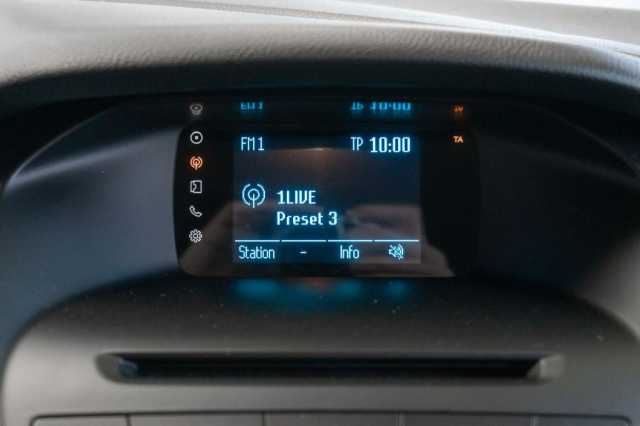 FM1 TP 10:00 TA
1LIVE
Preset 3
Station - Info